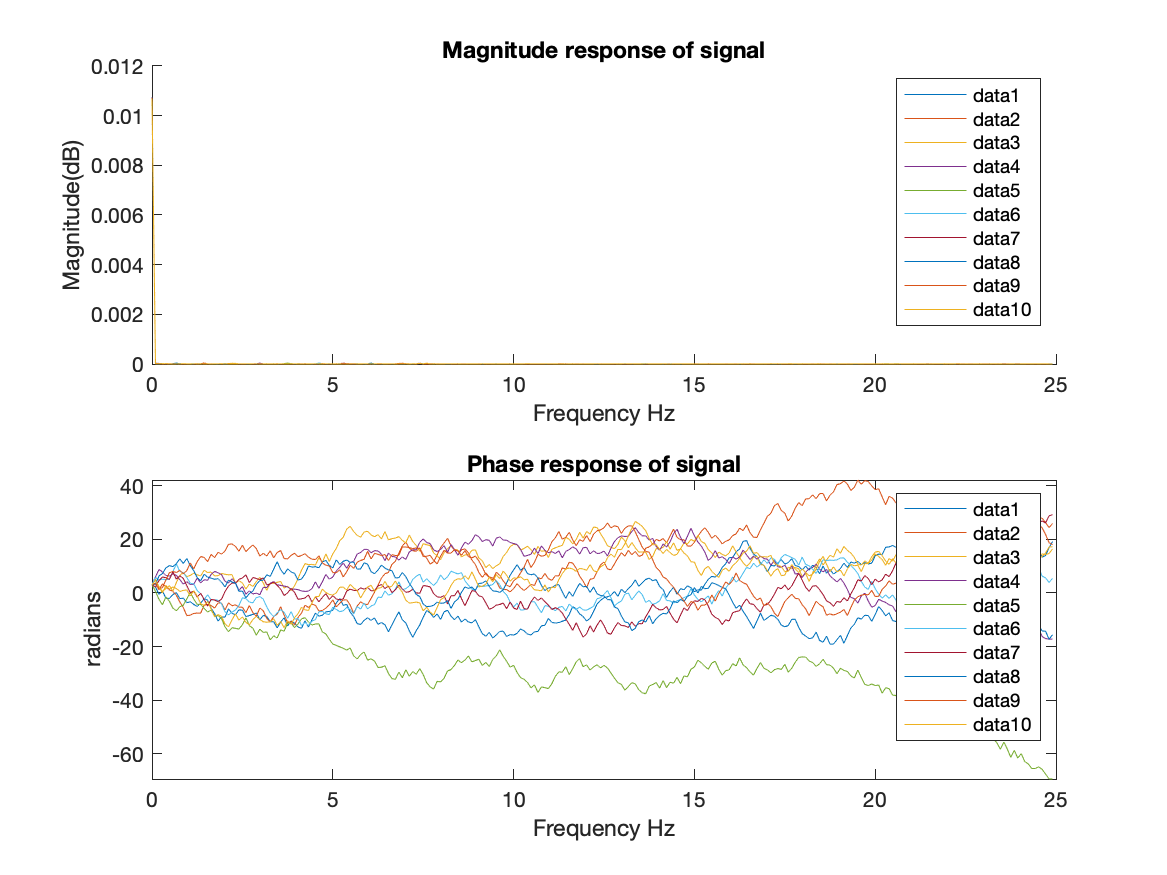 Magnitude response of signal
0.012
0.01
0.008
0.006
0.004
0.002
0
Magnitude(dB)
data1
data2
data3
data4
data5
data6
data7
data8
data9
data10
0 5 10 15 20 25
Frequency Hz
Phase response of signal
40
20
0
-20
-40
-60
radians
data1
data2
data3
data4
data5
data6
data7
data8
data9
data10
0 5 10 15 20 25
Frequency Hz